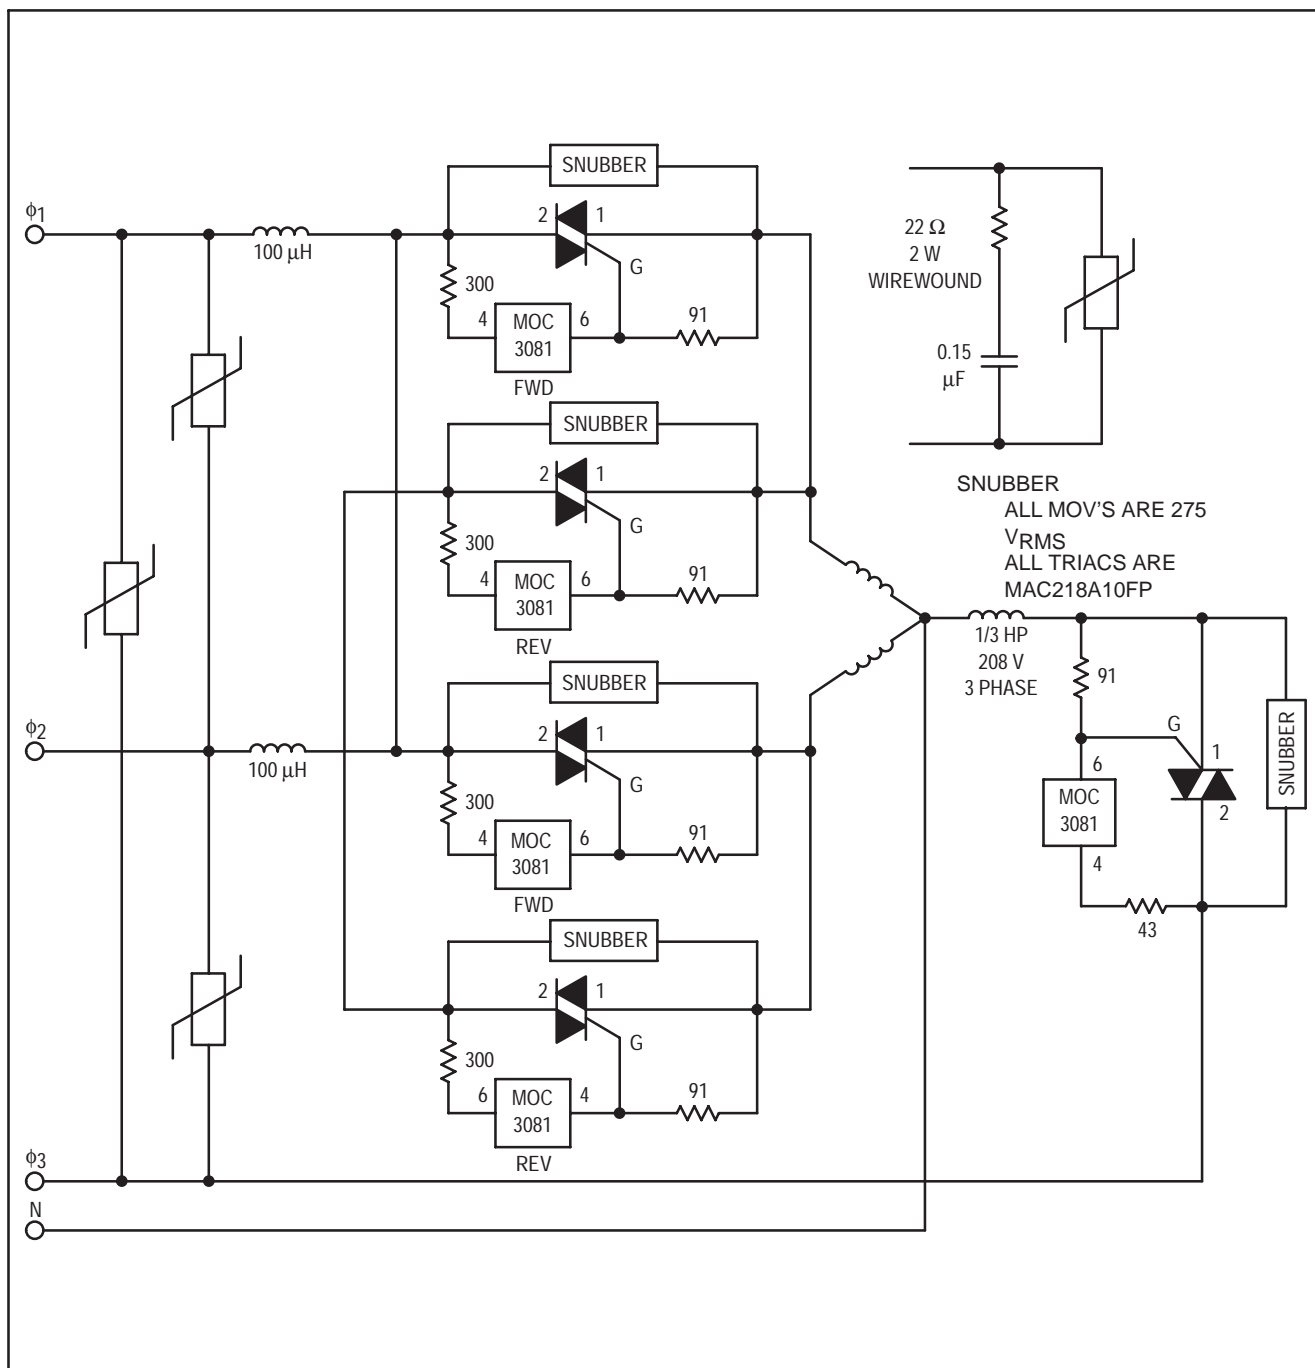 SNUBBER
ϕ1
2 1
22 Ω
100 µH
2 W
WIREWOUND
G
300
91
4 MOC 6
3081
0.15
µF
FWD
SNUBBER
2 1
SNUBBER
ALL MOV'S ARE 275
VRMS
ALL TRIACS ARE
MAC218A10FP
G
300
91
4 MOC 6
3081
1/3 HP
208 V
3 PHASE
REV
SNUBBER
91
ϕ2
2 1
G
1
SNUBBER
100 µH
G
6
300
MOC
3081
2
91
4 MOC 6
3081
4
FWD
43
SNUBBER
2 1
G
300
91
6 MOC 4
3081
ϕ3
REV
N